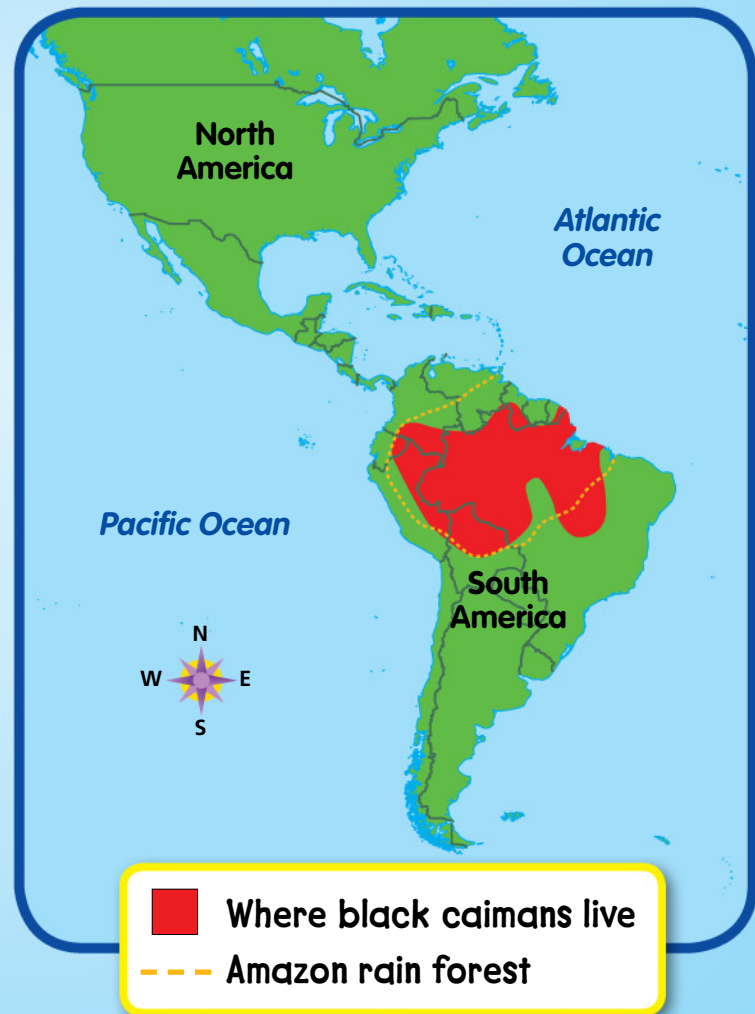 North
America
Atlantic
Ocean
Pacific Ocean
South
America
N
W E
S
Where black caimans live
Amazon rain forest